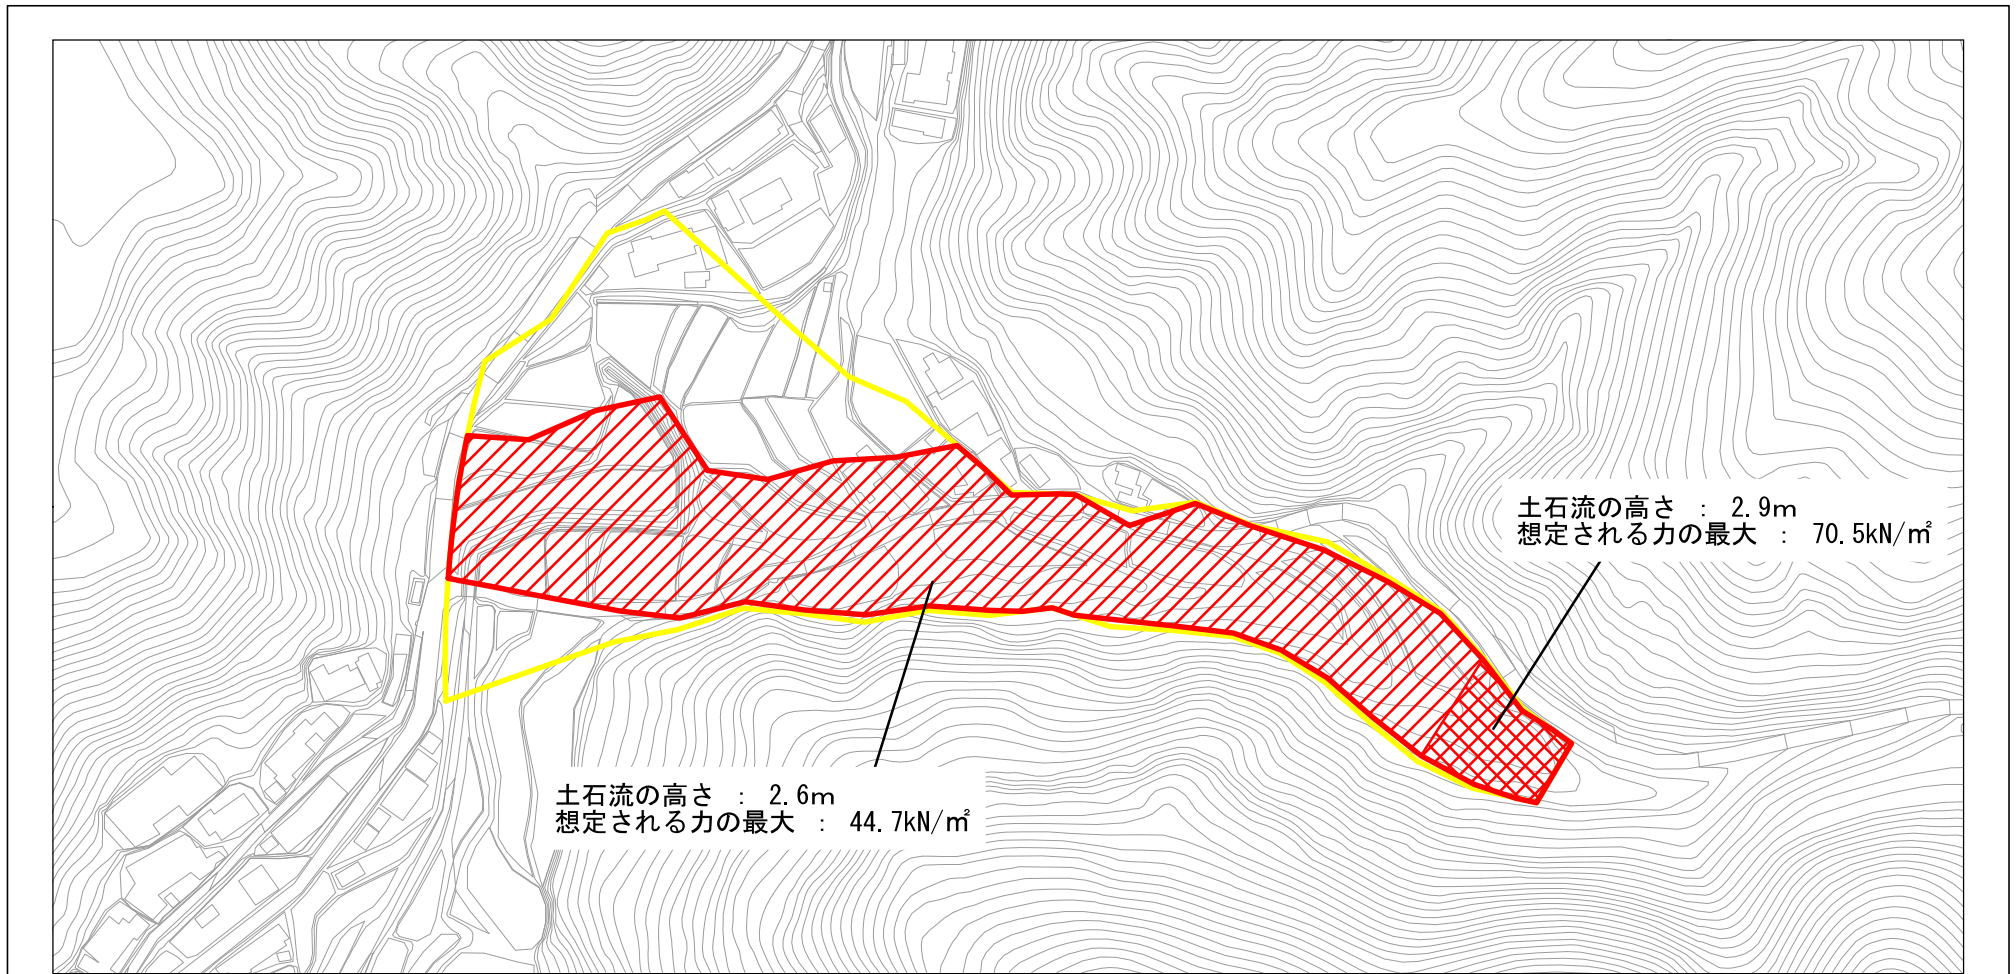 土石流の高さ : 2.9m
想定される力の最大 : 70.5kN/㎡
土石流の高さ : 2.6m
想定される力の最大 : 44.7kN/㎡